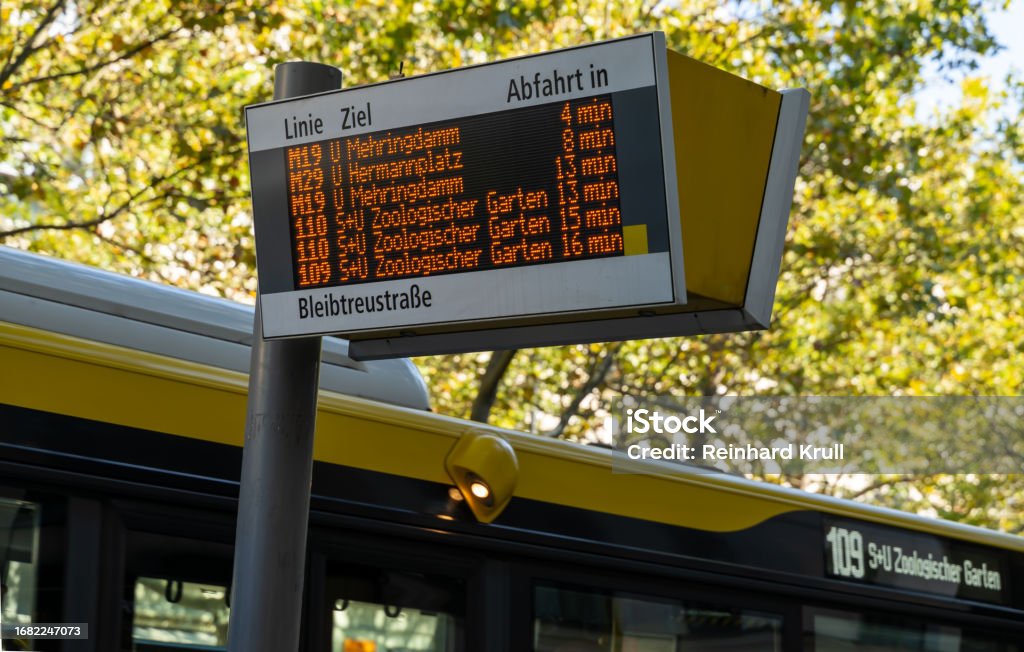 Linie Ziel Abfahrt in
M19 U Mehringdamm 4 min
M29 U Hermannplatz 8 min
M19 U Mehringdamm 13 min
110 S+U Zoologischer Garten 13 min
110 S+U Zoologischer Garten 15 min
109 S+U Zoologischer Garten 16 min
Bleibtreustraße
iStock™
Credit: Reinhard Krull
109 S+U Zoologischer Garten
1682247073